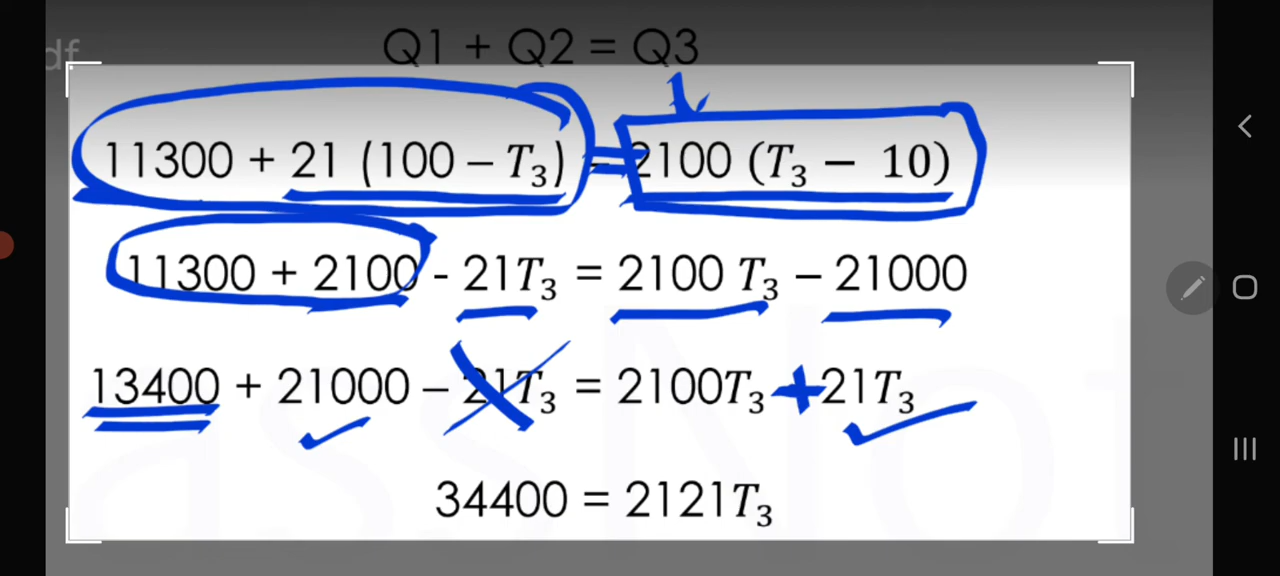 df
Q1 + Q2 = Q3
11300 + 21 (100 – T₃) = 2100 (T₃ – 10)
11300 + 2100 - 21T₃ = 2100 T₃ – 21000
13400 + 21000 – 21T₃ = 2100T₃ + 21T₃
34400 = 2121T₃